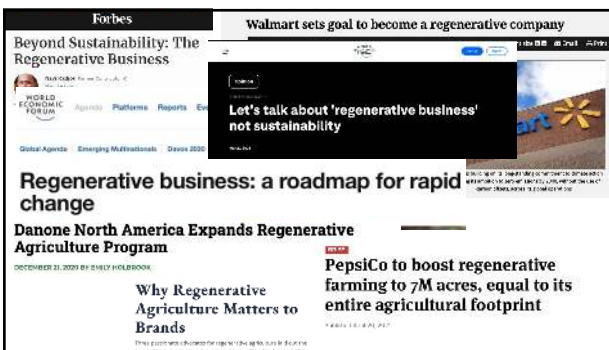 Forbes
Walmart sets goal to become a regenerative company
Beyond Sustainability: The
Regenerative Business
Email
Print
Opinion
Let's talk about 'regenerative business'
not sustainability
WORLD
ECONOMIC
FORUM
Agenda Platforms Reports
Global Agenda Emerging Multinationals Davos 2020
Regenerative business: a roadmap for rapid
change
Danone North America Expands Regenerative
Agriculture Program
DECEMBER 21, 2020 BY EMILY HOLBROOK
PepsiCo to boost regenerative
farming to 7M acres, equal to its
entire agricultural footprint
Why Regenerative
Agriculture Matters to
Brands